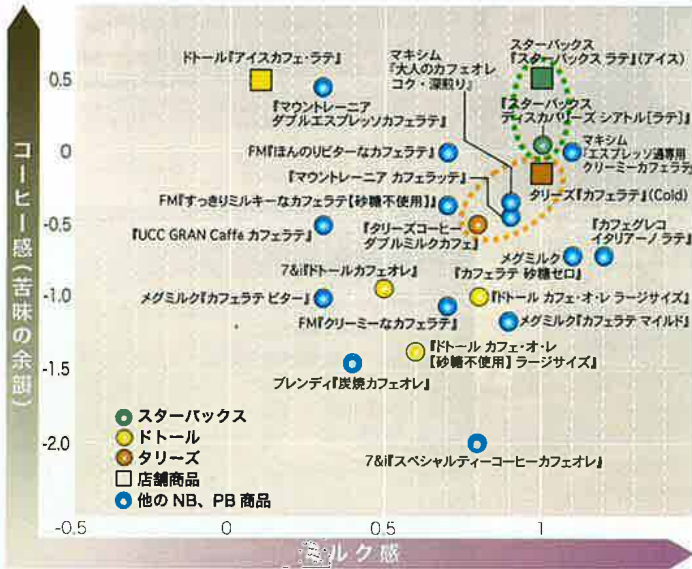 コーヒー感(苦味の余韻)
0.5
0
-0.5
-1.0
-1.5
-2.0
ドトール『アイスカフェ・ラテ』
『マウントレーニア
ダブルエスプレッソカフェラテ』
マキシム
『大人のカフェオレ
コク・深煎り』
スターバックス
『スターバックス ラテ』(アイス)
『スターバックス
ディスカバリーズ シアトル[ラテ]』
マキシム
『エスプレッソ過専用
クリーミーカフェラテ
FM『ほんのりビターなカフェラテ』
『マウントレーニア カフェラッテ』
タリーズ『カフェラテ』(Cold)
FM『すっきりミルキーなカフェラテ【砂糖不使用】』
『UCC GRAN Caffe カフェラテ』
『タリーズコーヒー
ダブルミルクカフェ』
『カフェグレコ
イタリアーノ ラテ』
メグミルク
『カフェラテ 砂糖ゼロ』
7&i『ドトールカフェオレ』
メグミルク『カフェラテ ビター』
『ドトール カフェ・オ・レ ラージサイズ』
FM『クリーミーなカフェラテ』
メグミルク『カフェラテ マイルド』
『ドトール カフェ・オ・レ
【砂糖不使用】 ラージサイズ』
ブレンディ『炭焼カフェオレ』
7&i『スペシャルティーコーヒーカフェオレ』
スターバックス
ドトール
タリーズ
店舗商品
他の NB、PB 商品
-0.5
0
0.5
1
ミルク感